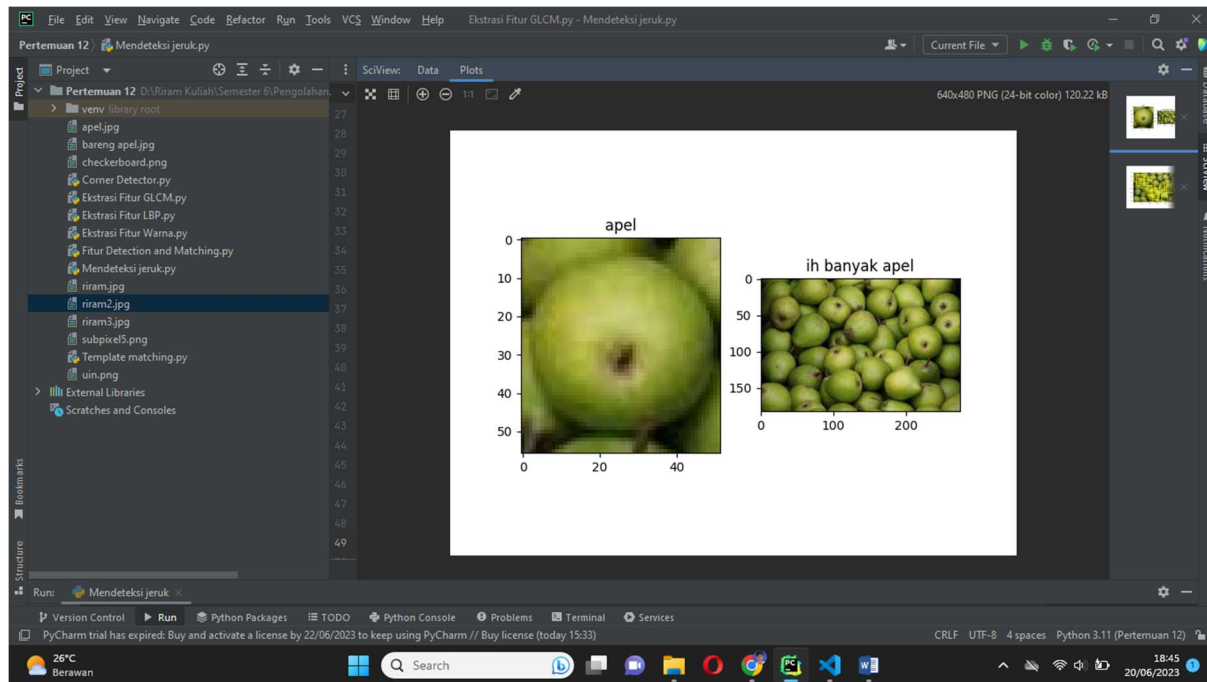 PC File Edit View Navigate Code Refactor Run Tools VCS Window Help Ekstrasi Fitur GLCM.py - Mendeteksi jeruk.py
Pertemuan 12 Mendeteksi jeruk.py Current File
Project
Project SciView: Data Plots
Pertemuan 12 D:\Riram Kuliah\Semester 6\Pengolahan.
1:1 640x480 PNG (24-bit color) 120.22 kB
venv library root
apel.jpg
bareng apel.jpg
checkerboard.png
Corner Detector.py
Ekstrasi Fitur GLCM.py
Ekstrasi Fitur LBP.py
Ekstrasi Fitur Warna.py
Fitur Detection and Matching.py
Mendeteksi jeruk.py
riram.jpg
riram2.jpg
riram3.jpg
subpixel5.png
Template matching.py
uin.png
External Libraries
Scratches and Consoles
27
28
29
30
31
32
33
34
35
36
37
38
39
40
41
42
43
44
45
46
47
48
49
apel
0
10
20
30
40
50
0 20 40
ih banyak apel
0
50
100
150
0 100 200
Database
SciView
Notifications
Bookmarks
Structure
Run: Mendeteksi jeruk
Version Control Run Python Packages TODO Python Console Problems Terminal Services
PyCharm trial has expired: Buy and activate a license by 22/06/2023 to keep using PyCharm // Buy license (today 15:33) CRLF UTF-8 4 spaces Python 3.11 (Pertemuan 12)
26°C
Berawan
Search
PC
18:45
20/06/2023
1